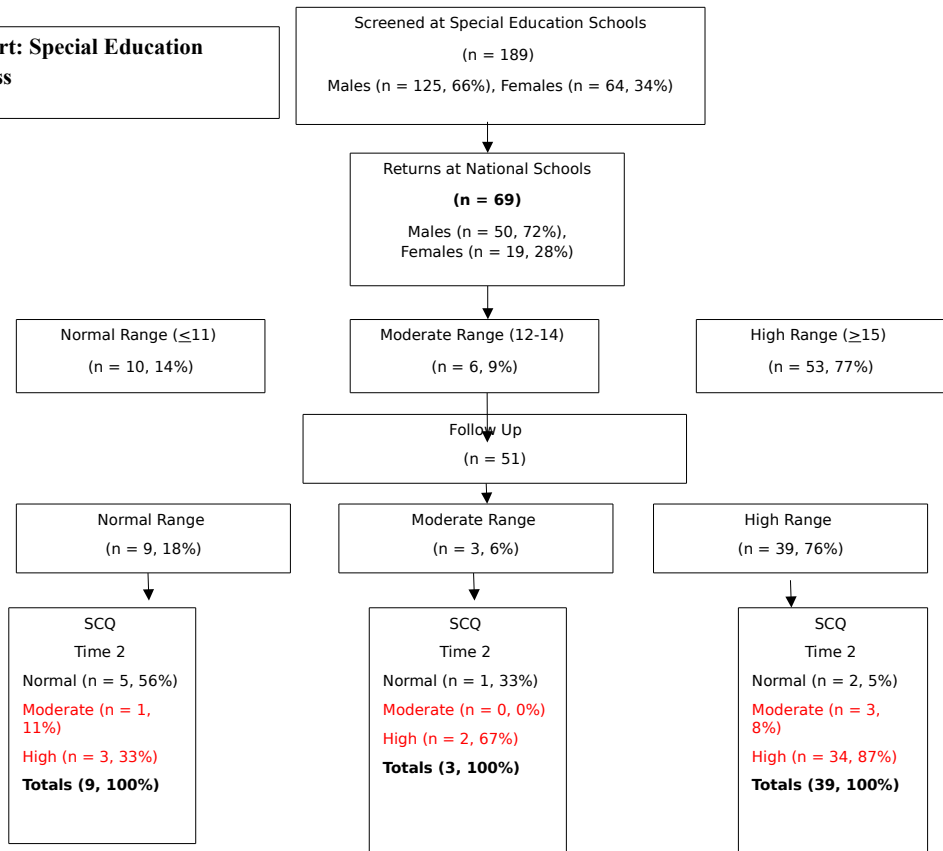 rt: Special Education
ss
Screened at Special Education Schools
(n = 189)
Males (n = 125, 66%), Females (n = 64, 34%)
Returns at National Schools
(n = 69)
Males (n = 50, 72%),
Females (n = 19, 28%)
Normal Range (≤11)
(n = 10, 14%)
Moderate Range (12-14)
(n = 6, 9%)
High Range (≥15)
(n = 53, 77%)
Follow Up
(n = 51)
Normal Range
(n = 9, 18%)
Moderate Range
(n = 3, 6%)
High Range
(n = 39, 76%)
SCQ
Time 2
Normal (n = 5, 56%)
Moderate (n = 1,
11%)
High (n = 3, 33%)
Totals (9, 100%)
SCQ
Time 2
Normal (n = 1, 33%)
Moderate (n = 0, 0%)
High (n = 2, 67%)
Totals (3, 100%)
SCQ
Time 2
Normal (n = 2, 5%)
Moderate (n = 3,
8%)
High (n = 34, 87%)
Totals (39, 100%)